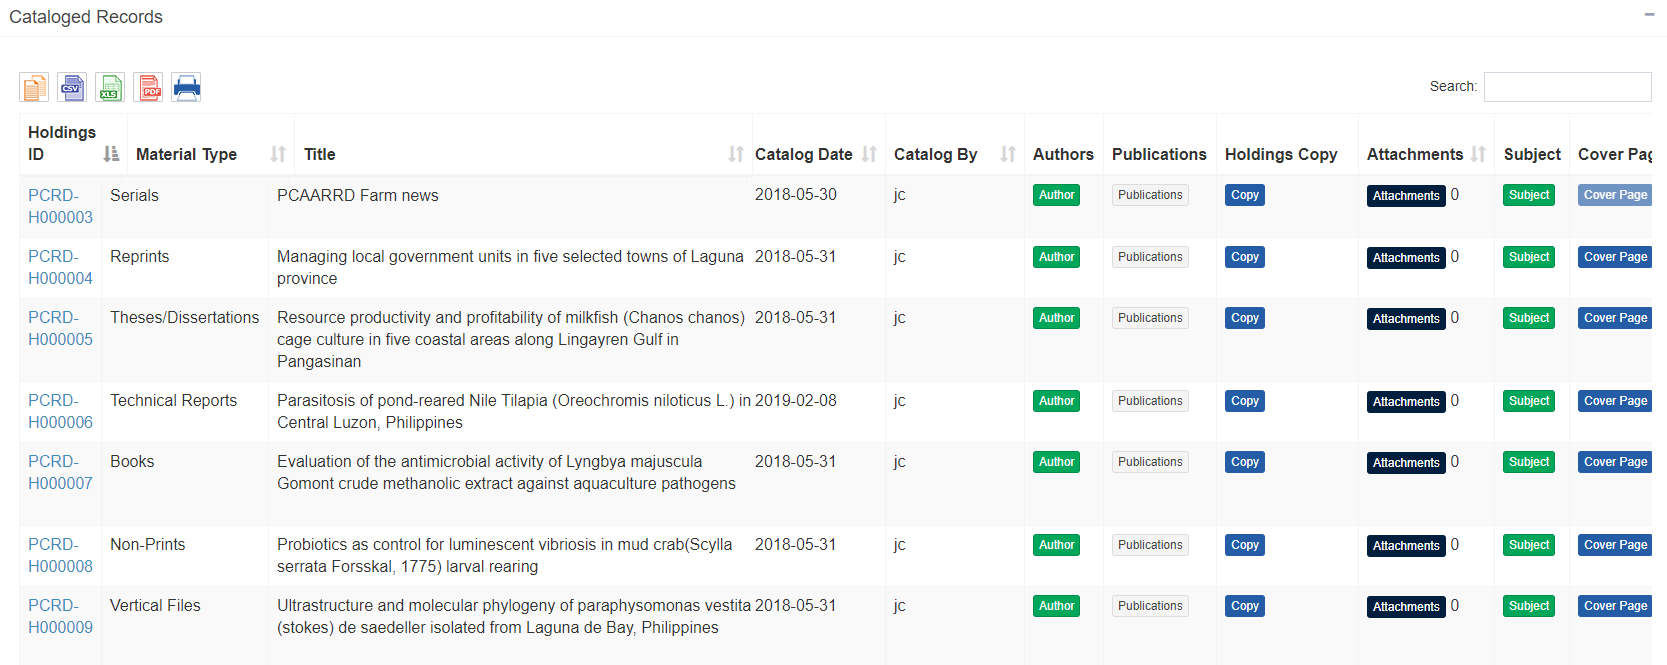 Cataloged Records
CSV XLS PDF
Search:
Holdings
ID Material Type Title Catalog Date Catalog By Authors Publications Holdings Copy Attachments Subject Cover Pag
PCRD- Serials PCAARRD Farm news 2018-05-30 jc Author Publications Copy Attachments 0 Subject Cover Page
H000003
PCRD- Reprints Managing local government units in five selected towns of Laguna 2018-05-31 jc Author Publications Copy Attachments 0 Subject Cover Page
H000004 province
PCRD- Theses/Dissertations Resource productivity and profitability of milkfish (Chanos chanos) 2018-05-31 jc Author Publications Copy Attachments 0 Subject Cover Page
H000005 cage culture in five coastal areas along Lingayren Gulf in
Pangasinan
PCRD- Technical Reports Parasitosis of pond-reared Nile Tilapia (Oreochromis niloticus L.) in 2019-02-08 jc Author Publications Copy Attachments 0 Subject Cover Page
H000006 Central Luzon, Philippines
PCRD- Books Evaluation of the antimicrobial activity of Lyngbya majuscula 2018-05-31 jc Author Publications Copy Attachments 0 Subject Cover Page
H000007 Gomont crude methanolic extract against aquaculture pathogens
PCRD- Non-Prints Probiotics as control for luminescent vibriosis in mud crab(Scylla 2018-05-31 jc Author Publications Copy Attachments 0 Subject Cover Page
H000008 serrata Forsskal, 1775) larval rearing
PCRD- Vertical Files Ultrastructure and molecular phylogeny of paraphysomonas vestita 2018-05-31 jc Author Publications Copy Attachments 0 Subject Cover Page
H000009 (stokes) de saedeller isolated from Laguna de Bay, Philippines